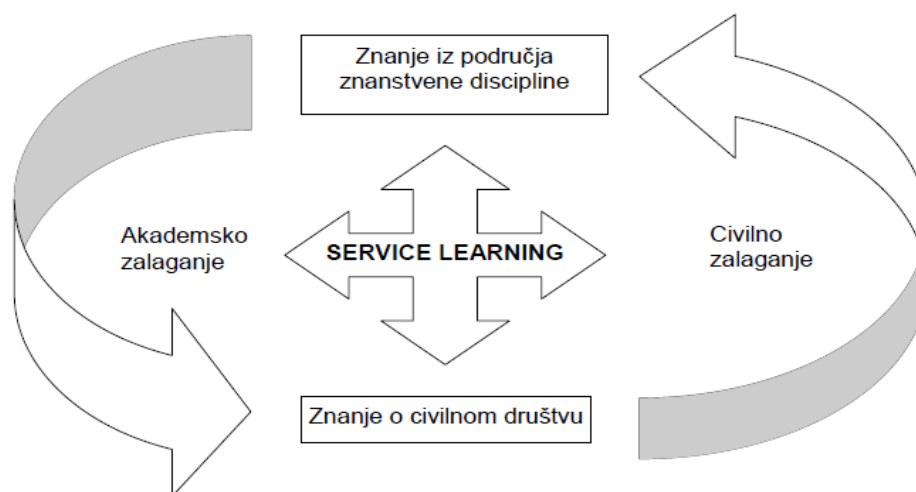 Znanje iz područja
znanstvene discipline
Akademsko
zalaganje
SERVICE LEARNING
Civilno
zalaganje
Znanje o civilnom društvu